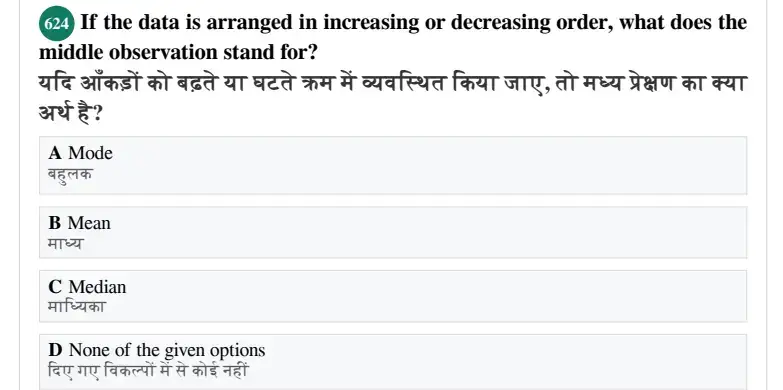 624 If the data is arranged in increasing or decreasing order, what does the
middle observation stand for?
यदि आँकड़ों को बढ़ते या घटते क्रम में व्यवस्थित किया जाए, तो मध्य प्रेक्षण का क्या
अर्थ है?
A Mode
बहुलक
B Mean
माध्य
C Median
माध्यिका
D None of the given options
दिए गए विकल्पों में से कोई नहीं